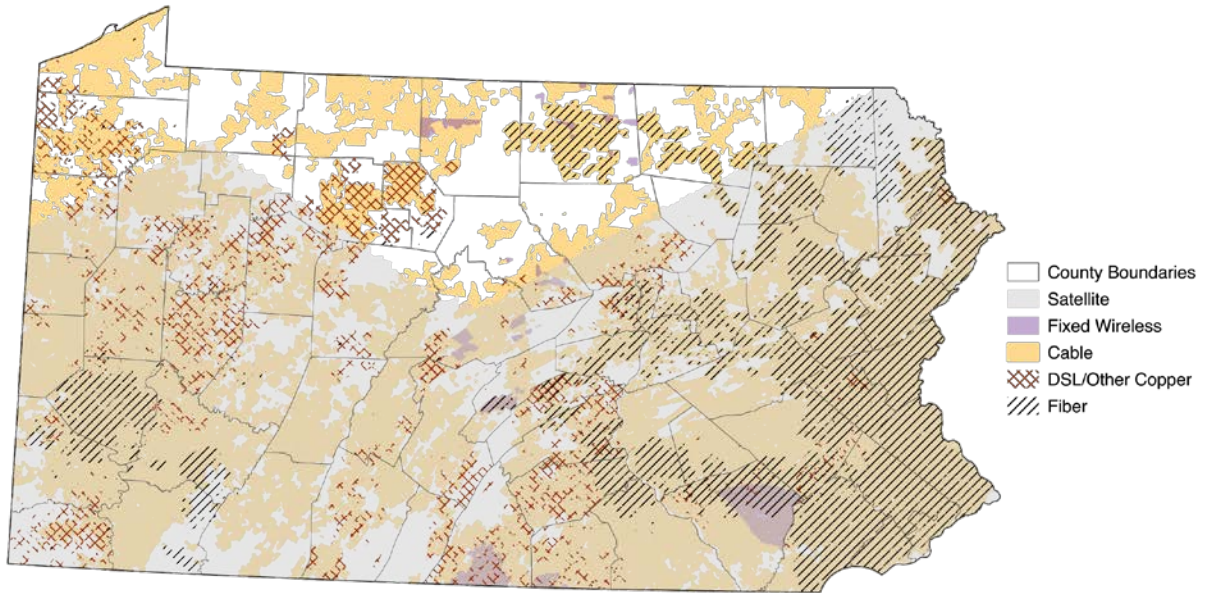 County Boundaries
Satellite
Fixed Wireless
Cable
DSL/Other Copper
Fiber